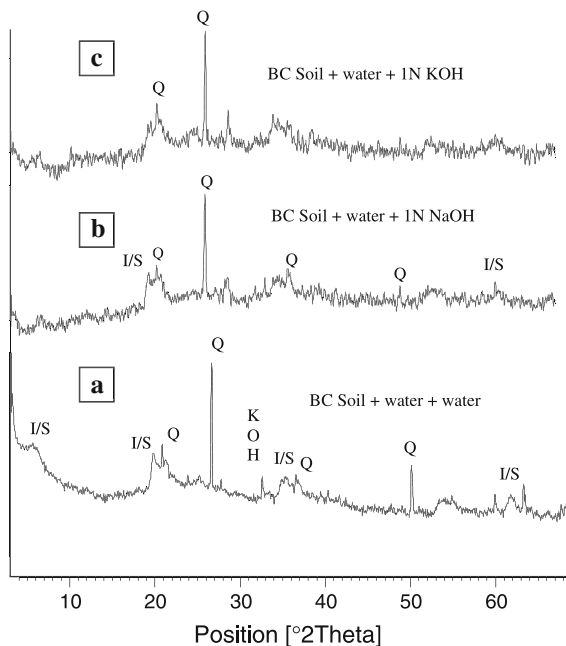 Q
c
Q
BC Soil + water + 1N KOH
Q
b
BC Soil + water + 1N NaOH
I/S
Q
Q
Q
I/S
Q
a
BC Soil + water + water
K
O
H
I/S
I/S
Q
I/S
Q
Q
I/S
10 20 30 40 50 60
Position [°2Theta]